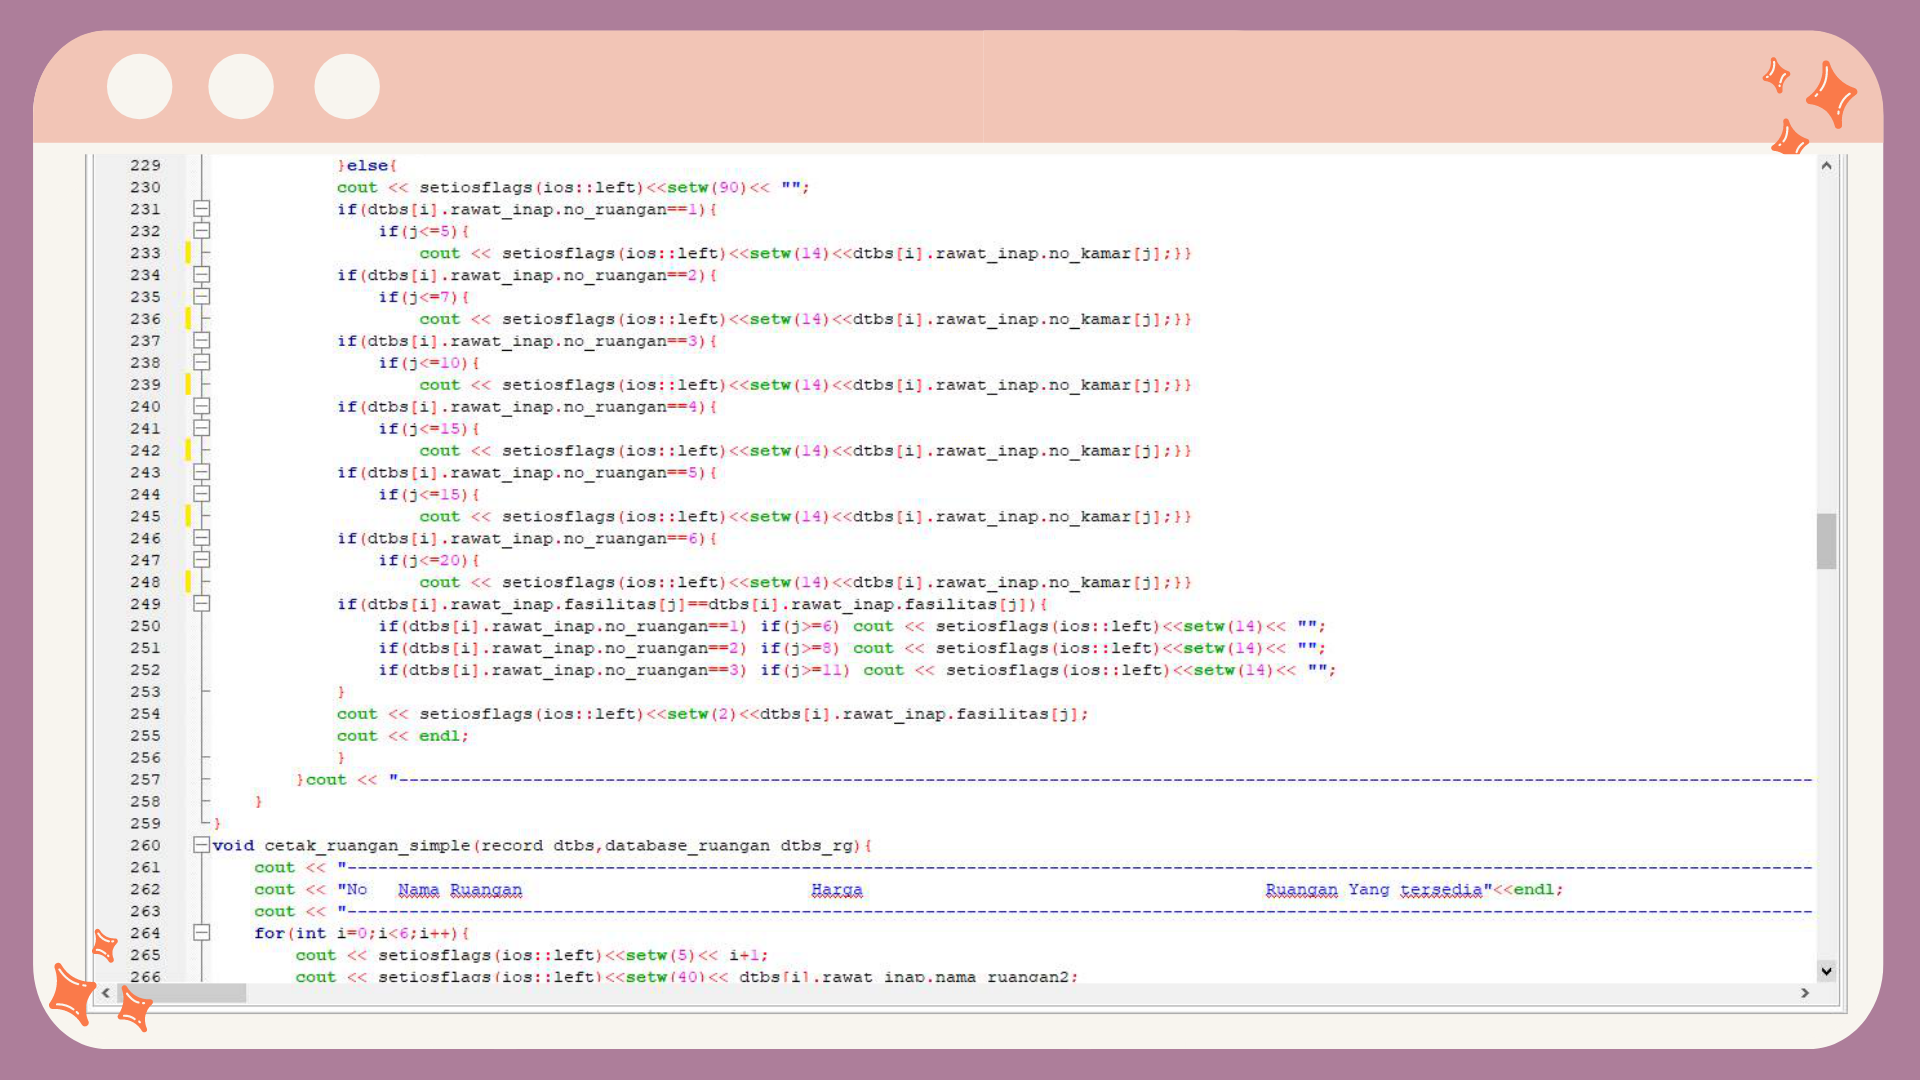 229 }else{
230 cout << setiosflags(ios::left)<<setw(90)<< "";
231 if(dtbs[i].rawat_inap.no_ruangan==1){
232 if(j<=5){
233 cout << setiosflags(ios::left)<<setw(14)<<dtbs[i].rawat_inap.no_kamar[j];}}
234 if(dtbs[i].rawat_inap.no_ruangan==2){
235 if(j<=7){
236 cout << setiosflags(ios::left)<<setw(14)<<dtbs[i].rawat_inap.no_kamar[j];}}
237 if(dtbs[i].rawat_inap.no_ruangan==3){
238 if(j<=10){
239 cout << setiosflags(ios::left)<<setw(14)<<dtbs[i].rawat_inap.no_kamar[j];}}
240 if(dtbs[i].rawat_inap.no_ruangan==4){
241 if(j<=15){
242 cout << setiosflags(ios::left)<<setw(14)<<dtbs[i].rawat_inap.no_kamar[j];}}
243 if(dtbs[i].rawat_inap.no_ruangan==5){
244 if(j<=15){
245 cout << setiosflags(ios::left)<<setw(14)<<dtbs[i].rawat_inap.no_kamar[j];}}
246 if(dtbs[i].rawat_inap.no_ruangan==6){
247 if(j<=20){
248 cout << setiosflags(ios::left)<<setw(14)<<dtbs[i].rawat_inap.no_kamar[j];}}
249 if(dtbs[i].rawat_inap.fasilitas[j]==dtbs[i].rawat_inap.fasilitas[j]){
250 if(dtbs[i].rawat_inap.no_ruangan==1) if(j>=6) cout << setiosflags(ios::left)<<setw(14)<< "";
251 if(dtbs[i].rawat_inap.no_ruangan==2) if(j>=8) cout << setiosflags(ios::left)<<setw(14)<< "";
252 if(dtbs[i].rawat_inap.no_ruangan==3) if(j>=11) cout << setiosflags(ios::left)<<setw(14)<< "";
253 }
254 cout << setiosflags(ios::left)<<setw(2)<<dtbs[i].rawat_inap.fasilitas[j];
255 cout << endl;
256 }
257 }cout << "-----------------------------------------------------------------------------------------------------------------------------------------
258 }
259 }
260 void cetak_ruangan_simple(record dtbs,database_ruangan dtbs_rg){
261 cout << "----------------------------------------------------------------------------------------------------------------------------------------------
262 cout << "No   Nama Ruangan                            Harga                                       Ruangan Yang tersedia"<<endl;
263 cout << "----------------------------------------------------------------------------------------------------------------------------------------------
264 for(int i=0;i<6;i++){
265 cout << setiosflags(ios::left)<<setw(5)<< i+1;
266 cout << setiosflags(ios::left)<<setw(40)<< dtbs[i].rawat_inap.nama_ruangan2;